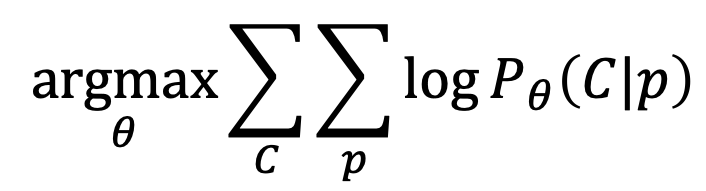 argmax ∑ ∑ log P_θ(C|p)
θ C p